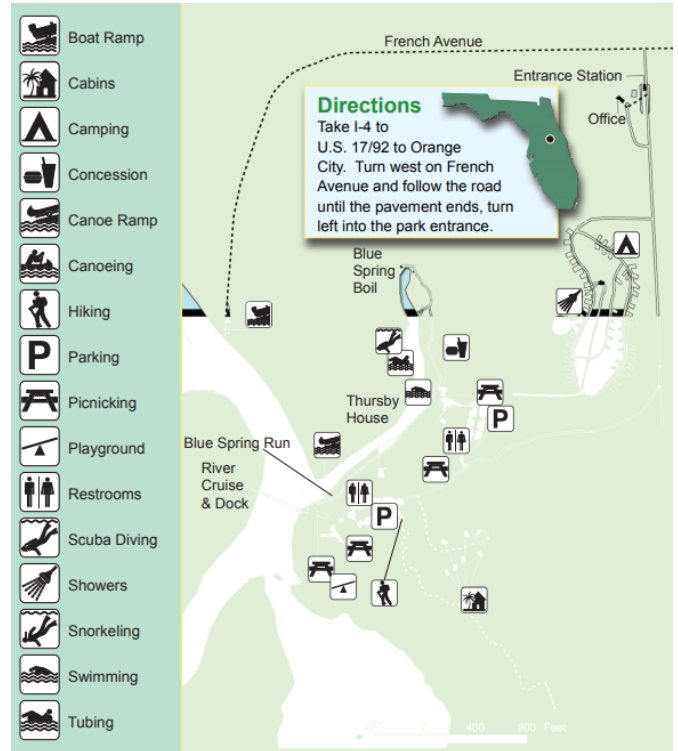 Boat Ramp
Cabins
Camping
Concession
Canoe Ramp
Canoeing
Hiking
P
Parking
Picnicking
Playground
Restrooms
Scuba Diving
Showers
Snorkeling
Swimming
Tubing
French Avenue
Entrance Station
Office
Directions
Take I-4 to
U.S. 17/92 to Orange
City. Turn west on French
Avenue and follow the road
until the pavement ends, turn
left into the park entrance.
Blue
Spring
Boil
Thursby
House
P
Blue Spring Run
River
Cruise
& Dock
P
400 0 400 800 Feet